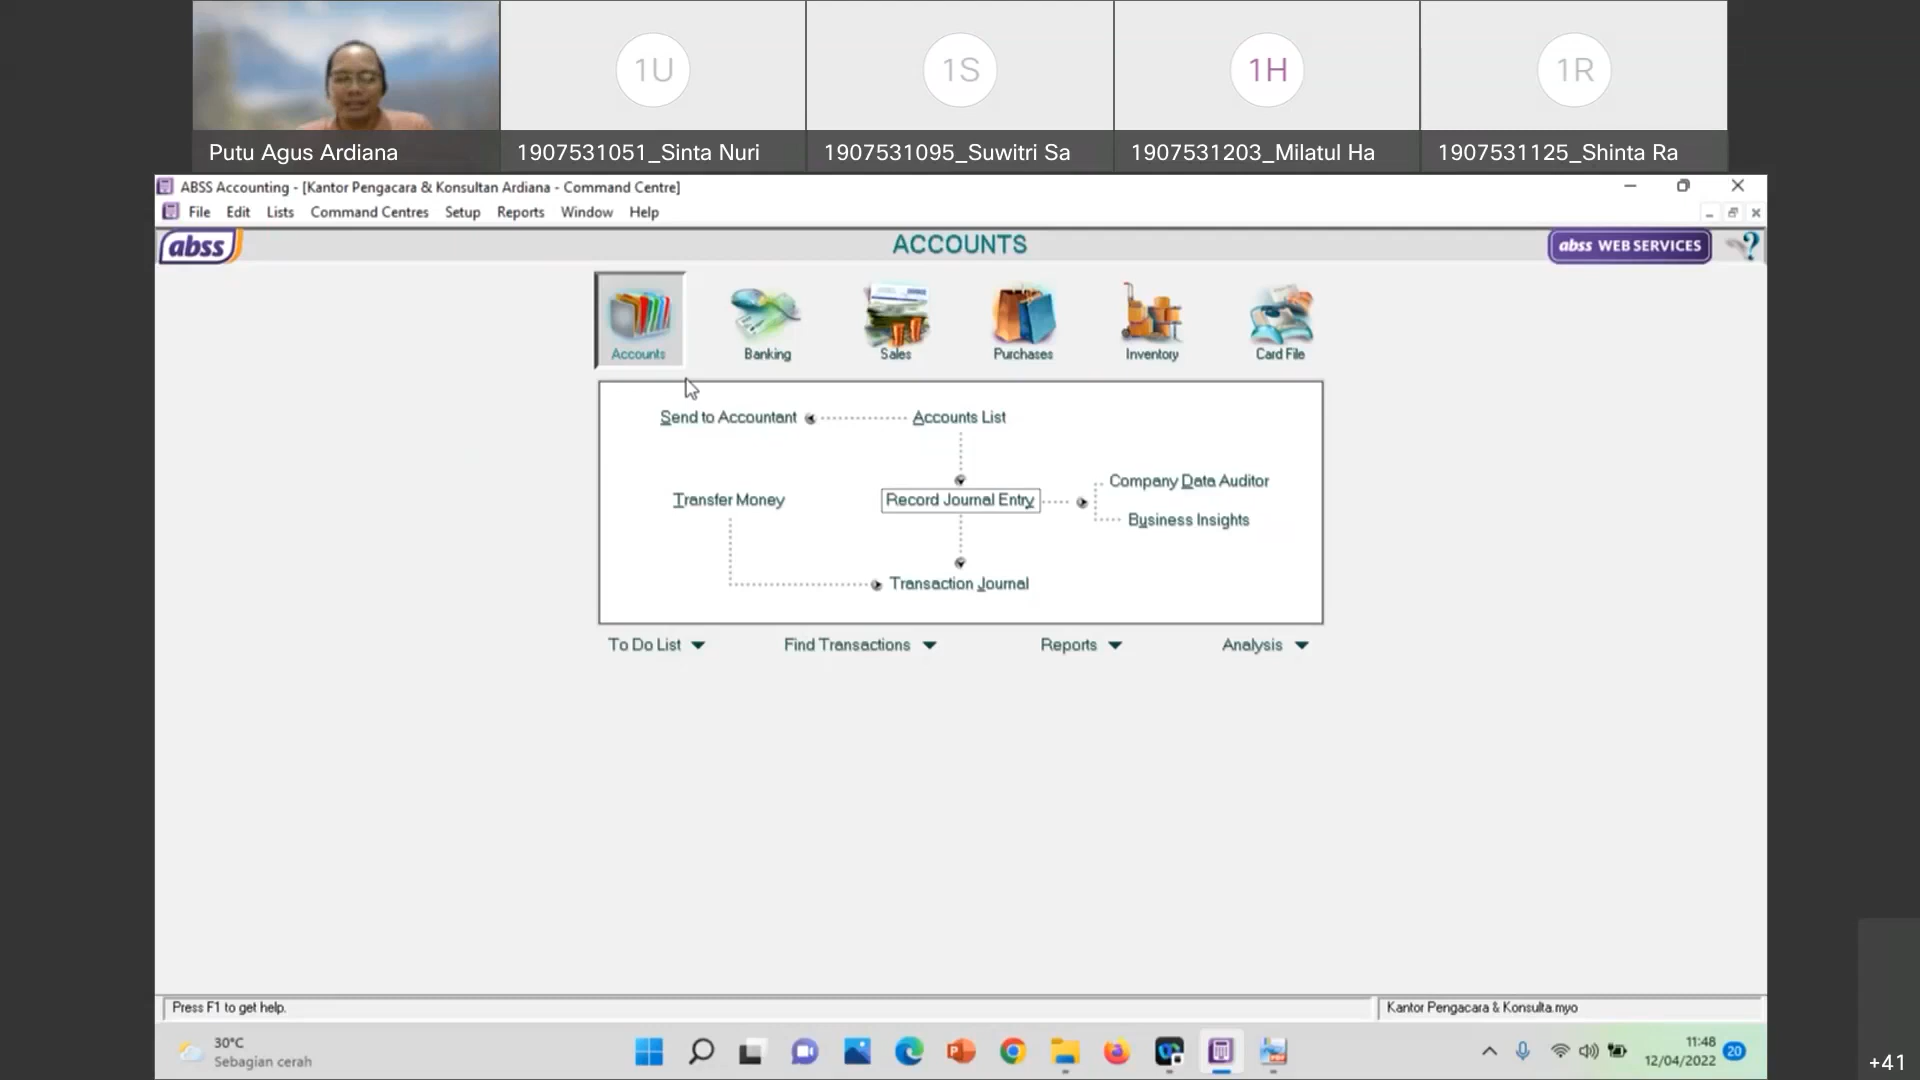 1U
1S
1H
1R
Putu Agus Ardiana
1907531051_Sinta Nuri
1907531095_Suwitri Sa
1907531203_Milatul Ha
1907531125_Shinta Ra
ABSS Accounting - [Kantor Pengacara & Konsultan Ardiana - Command Centre]
File Edit Lists Command Centres Setup Reports Window Help
abss
ACCOUNTS
abss WEB SERVICES
?
Accounts
Banking
Sales
Purchases
Inventory
Card File
Send to Accountant
Accounts List
Company Data Auditor
Transfer Money
Record Journal Entry
Business Insights
Transaction Journal
To Do List
Find Transactions
Reports
Analysis
Press F1 to get help.
Kantor Pengacara & Konsulta.myo
30°C
Sebagian cerah
11:48
12/04/2022
20
+41